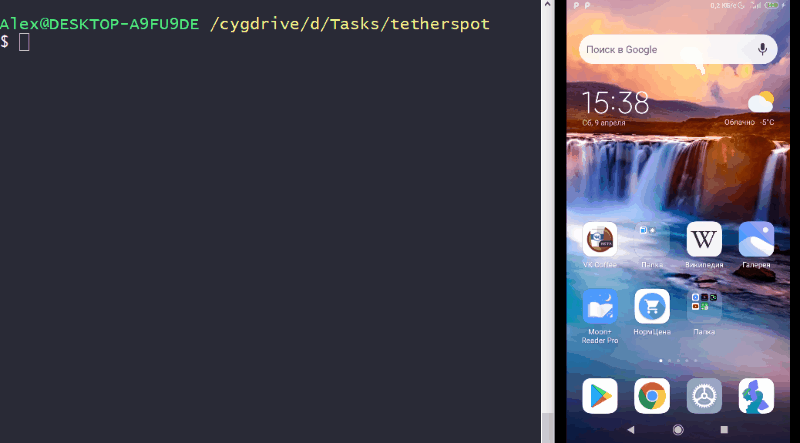 Alex@DESKTOP-A9FU9DE /cygdrive/d/Tasks/tetherspot
$
0,2 КБ/с
Поиск в Google
15:38
Сб, 9 апреля
Облачно -5°C
VK Coffee
Папка
Википедия
Галерея
W
Moon+
Reader Pro
НормЦена
Папка